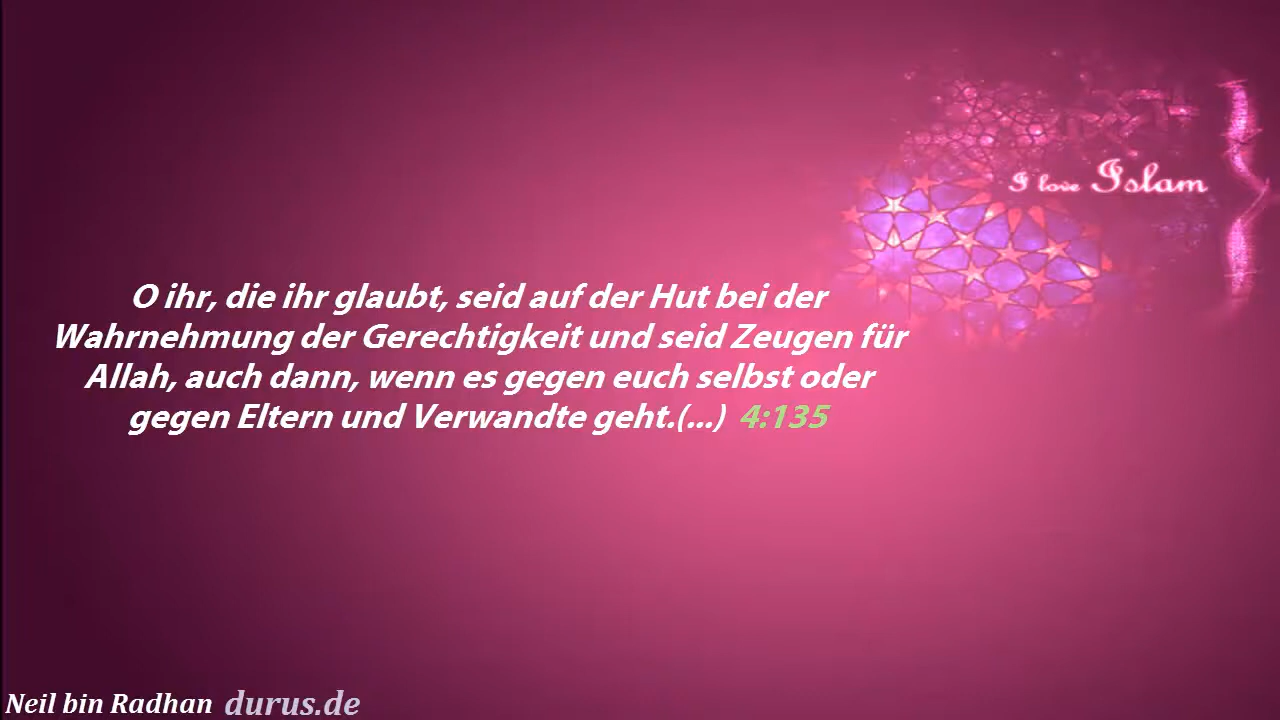 I love Islam
O ihr, die ihr glaubt, seid auf der Hut bei der
Wahrnehmung der Gerechtigkeit und seid Zeugen für
Allah, auch dann, wenn es gegen euch selbst oder
gegen Eltern und Verwandte geht.(...) 4:135
Neil bin Radhan durus.de